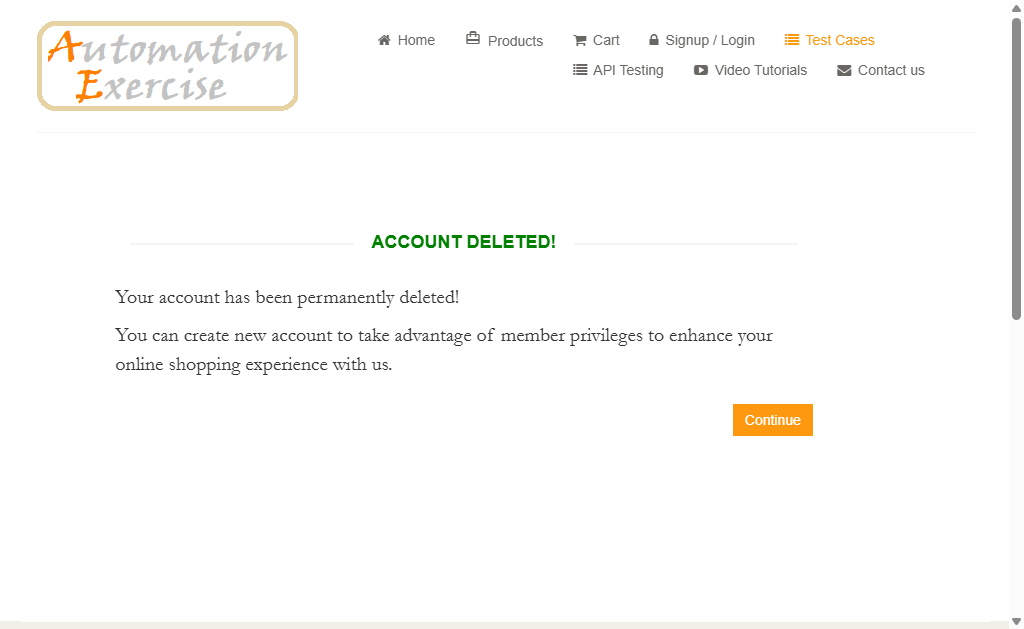 Automation
Exercise
Home
Products
Cart
Signup / Login
Test Cases
API Testing
Video Tutorials
Contact us
ACCOUNT DELETED!
Your account has been permanently deleted!
You can create new account to take advantage of member privileges to enhance your
online shopping experience with us.
Continue